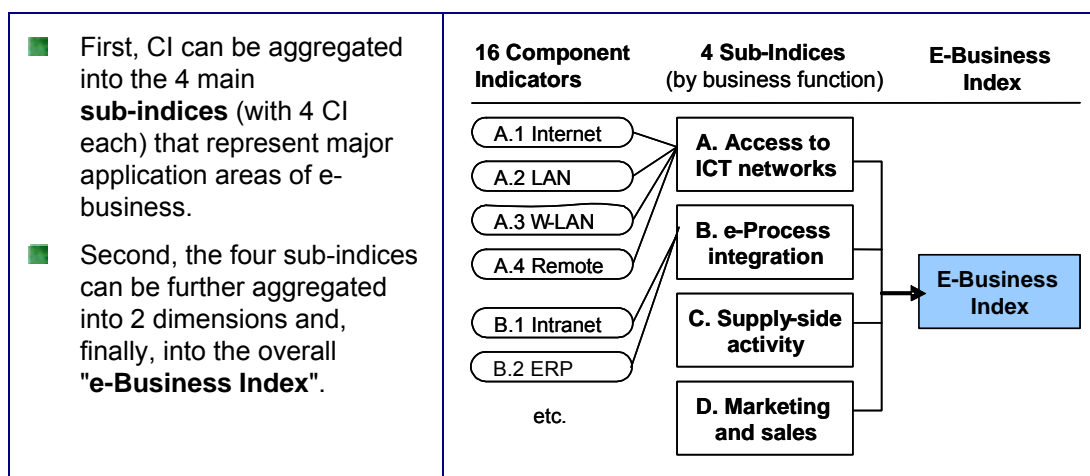 First, CI can be aggregated
into the 4 main
sub-indices (with 4 CI
each) that represent major
application areas of e-
business.
Second, the four sub-indices
can be further aggregated
into 2 dimensions and,
finally, into the overall
"e-Business Index".
16 Component
Indicators
4 Sub-Indices
(by business function)
E-Business
Index
A.1 Internet
A.2 LAN
A.3 W-LAN
A.4 Remote
B.1 Intranet
B.2 ERP
etc.
A. Access to
ICT networks
B. e-Process
integration
C. Supply-side
activity
D. Marketing
and sales
E-Business
Index